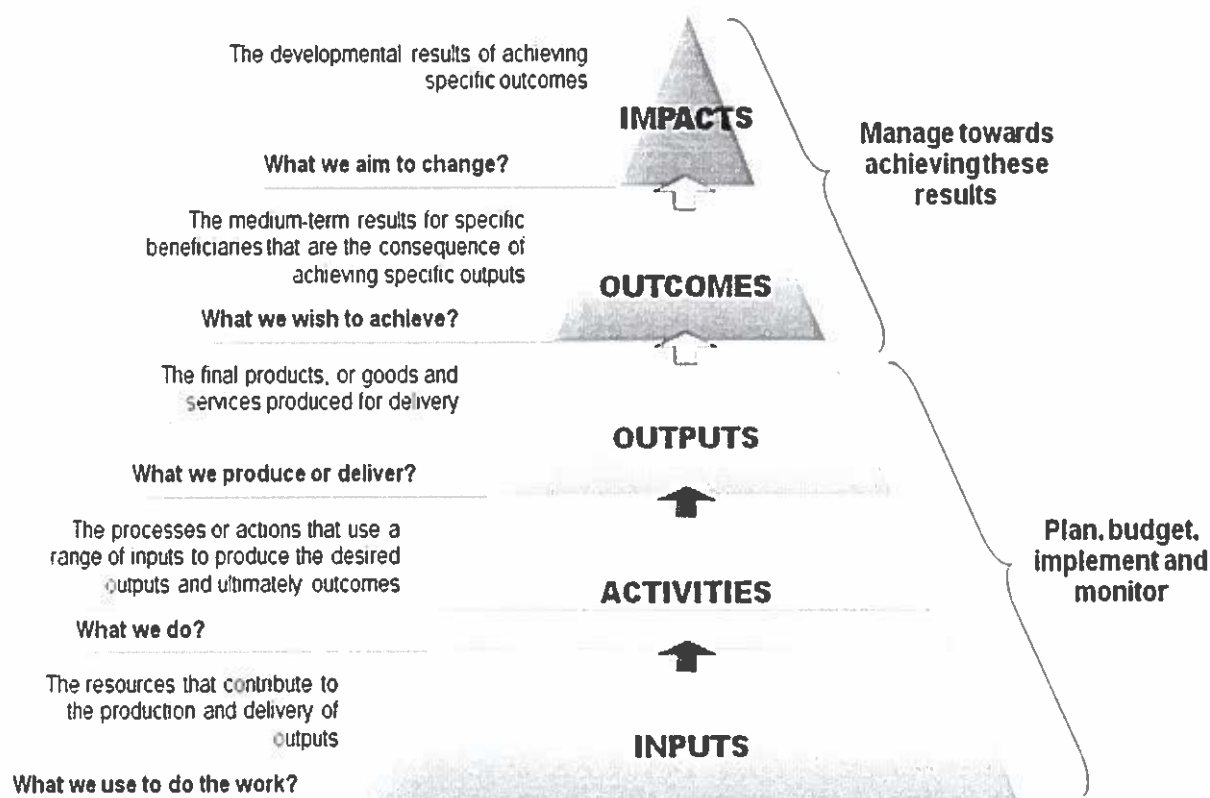 The developmental results of achieving
specific outcomes
IMPACTS
What we aim to change?
Manage towards
achieving these
results
The medium-term results for specific
beneficiaries that are the consequence of
achieving specific outputs
OUTCOMES
What we wish to achieve?
The final products, or goods and
services produced for delivery
OUTPUTS
What we produce or deliver?
The processes or actions that use a
range of inputs to produce the desired
outputs and ultimately outcomes
ACTIVITIES
Plan, budget,
implement and
monitor
What we do?
The resources that contribute to
the production and delivery of
outputs
INPUTS
What we use to do the work?